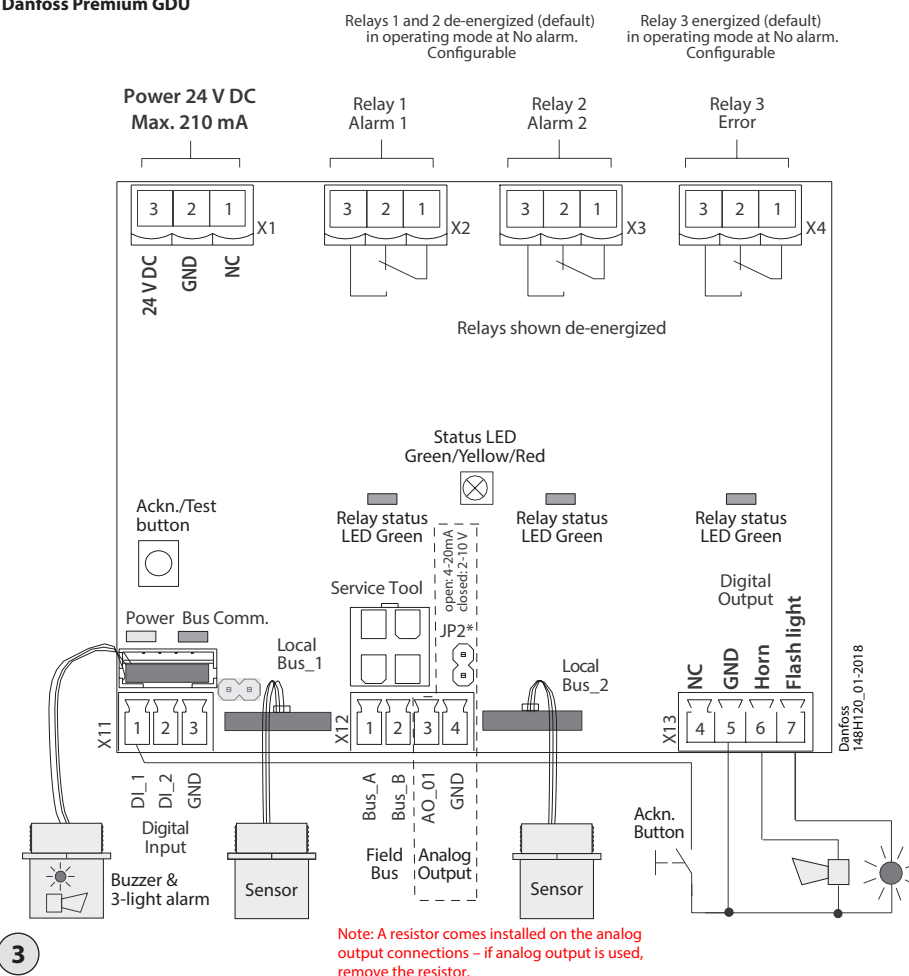 Danfoss Premium GDU
Relays 1 and 2 de-energized (default)
in operating mode at No alarm.
Configurable
Relay 3 energized (default)
in operating mode at No alarm.
Configurable
Power 24 V DC
Max. 210 mA
Relay 1
Alarm 1
Relay 2
Alarm 2
Relay 3
Error
3 2 1
X1
3 2 1
X2
3 2 1
X3
3 2 1
X4
24 V DC
GND
NC
Relays shown de-energized
Status LED
Green/Yellow/Red
Ackn./Test
button
Relay status
LED Green
Relay status
LED Green
Relay status
LED Green
open: 4-20mA
closed: 2-10 V
Service Tool
JP2*
Digital
Output
Power Bus Comm.
Local
Bus_1
Local
Bus_2
NC
GND
Horn
Flash light
X11
1 2 3
X12
1 2 3 4
X13
4 5 6 7
Danfoss
148H120_01-2018
DI_1
DI_2
GND
Bus_A
Bus_B
AO_01
GND
Digital
Input
Field
Bus
Analog
Output
Ackn.
Button
Buzzer &
3-light alarm
Sensor
Sensor
Note: A resistor comes installed on the analog
output connections – if analog output is used,
remove the resistor.
3